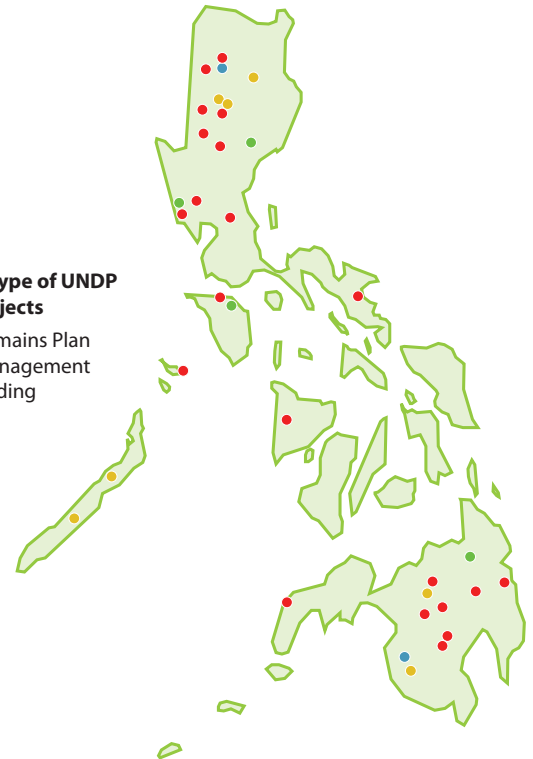 ype of UNDP
jects
mains Plan
nagement
ding